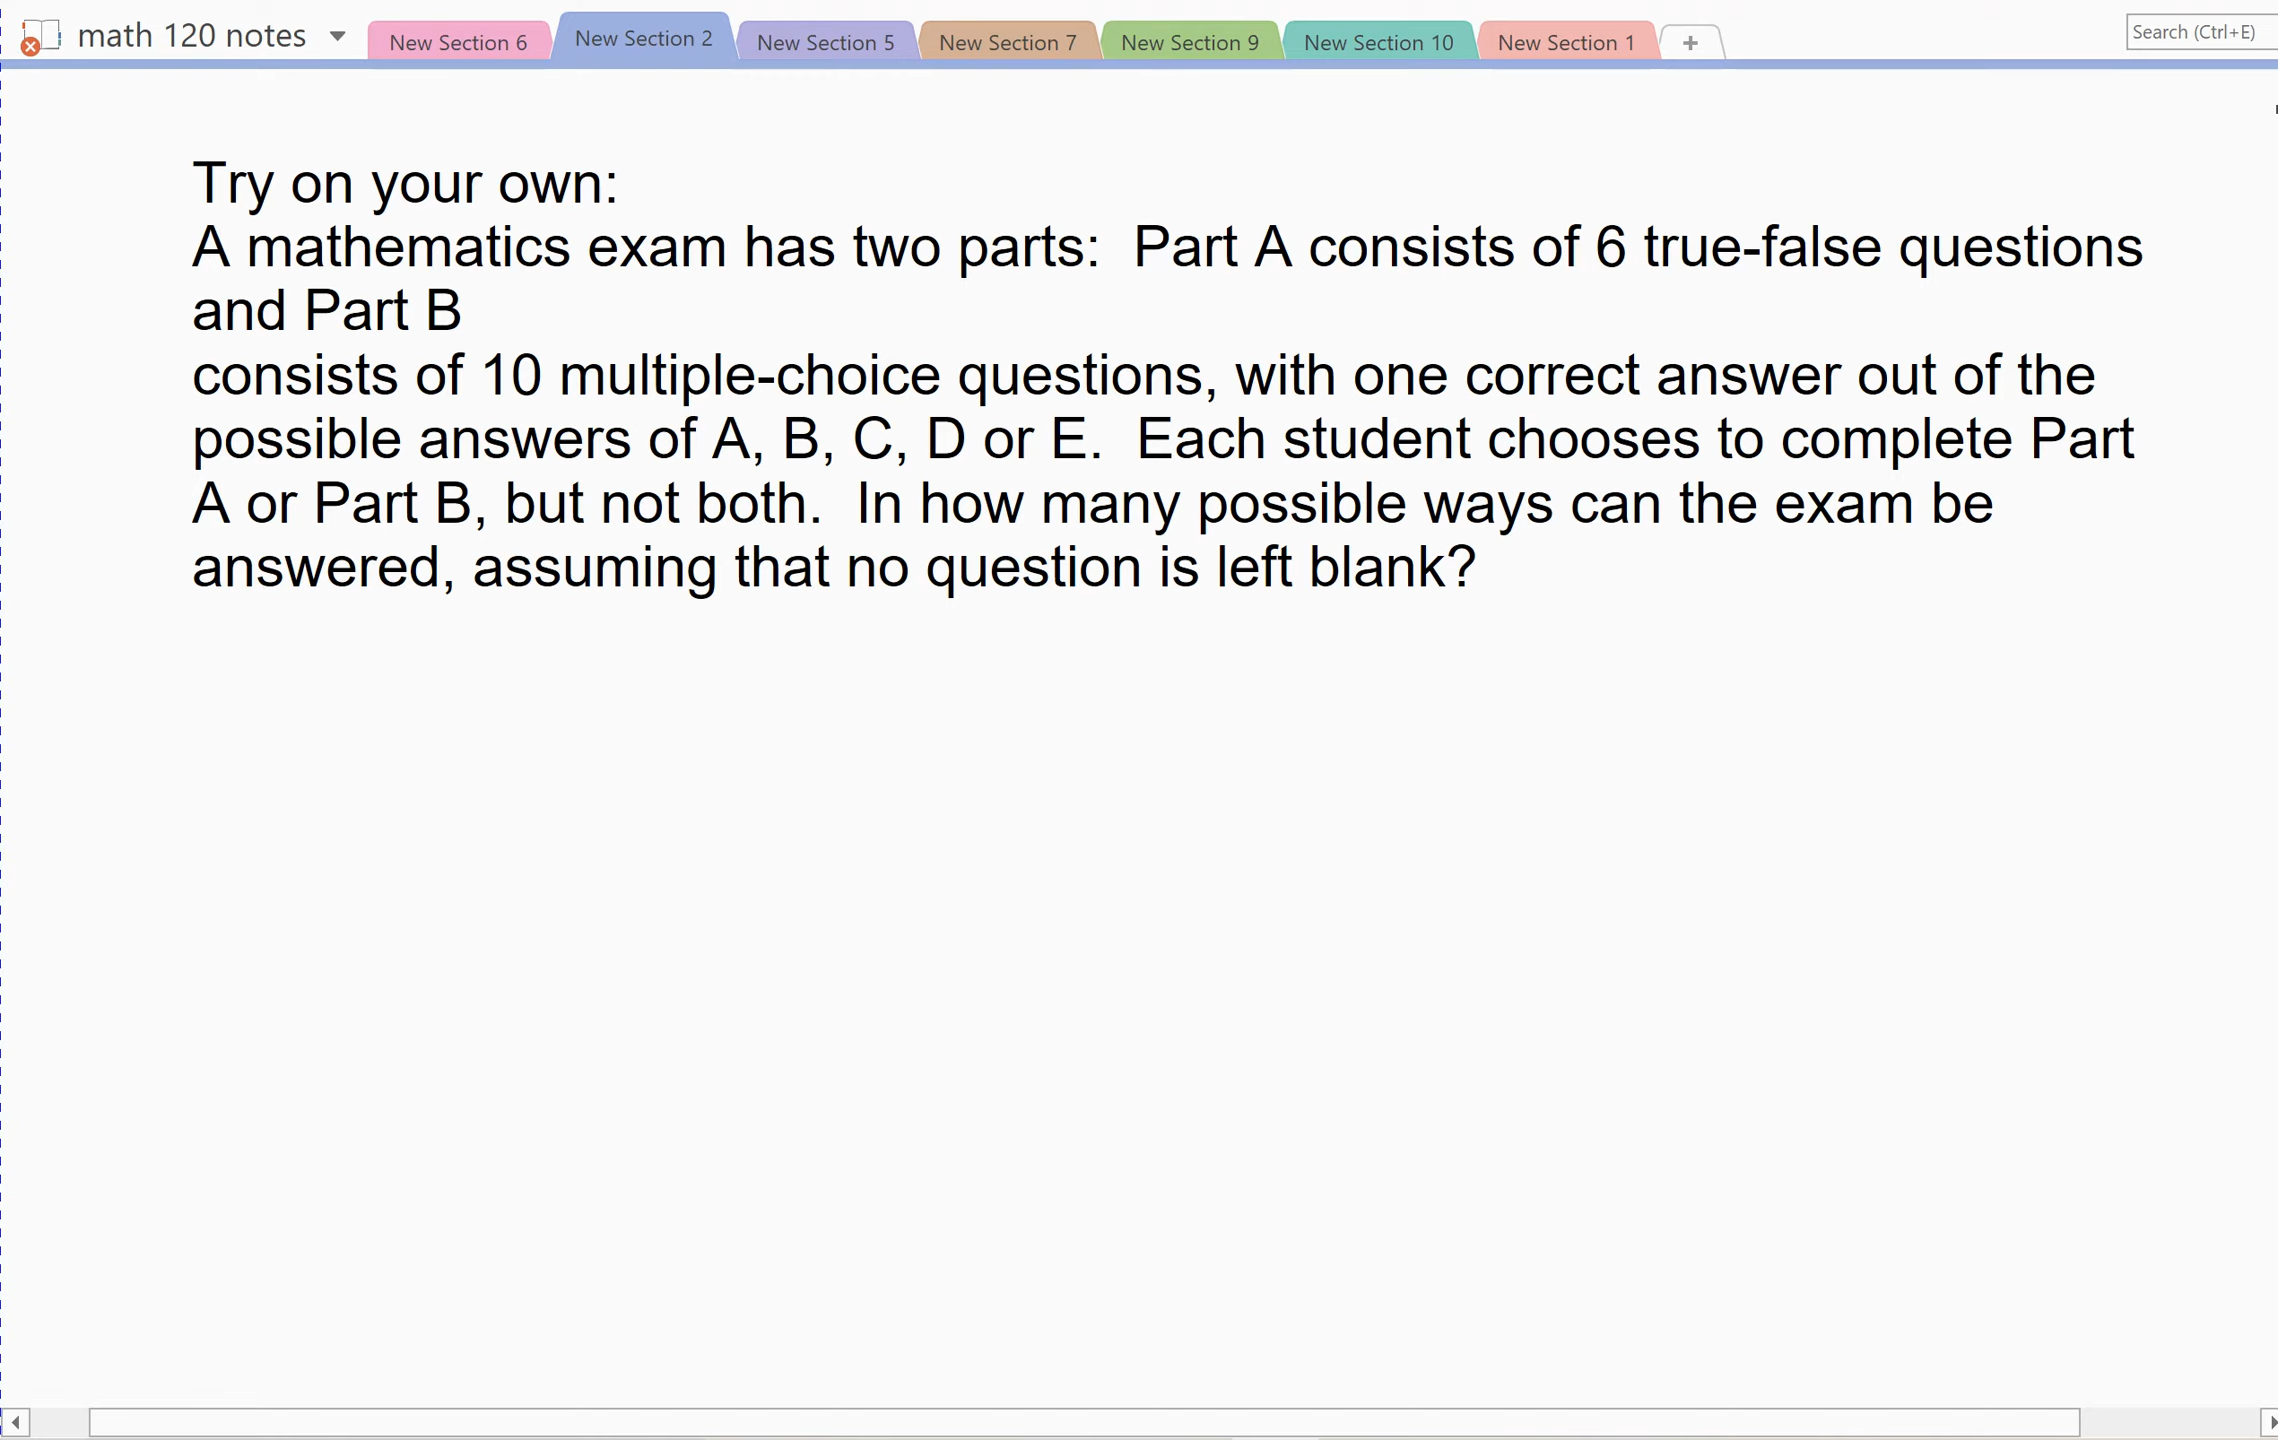 math 120 notes
New Section 6
New Section 2
New Section 5
New Section 7
New Section 9
New Section 10
New Section 1
Search (Ctrl+E)
Try on your own:
A mathematics exam has two parts:  Part A consists of 6 true-false questions
and Part B
consists of 10 multiple-choice questions, with one correct answer out of the
possible answers of A, B, C, D or E.  Each student chooses to complete Part
A or Part B, but not both.  In how many possible ways can the exam be
answered, assuming that no question is left blank?